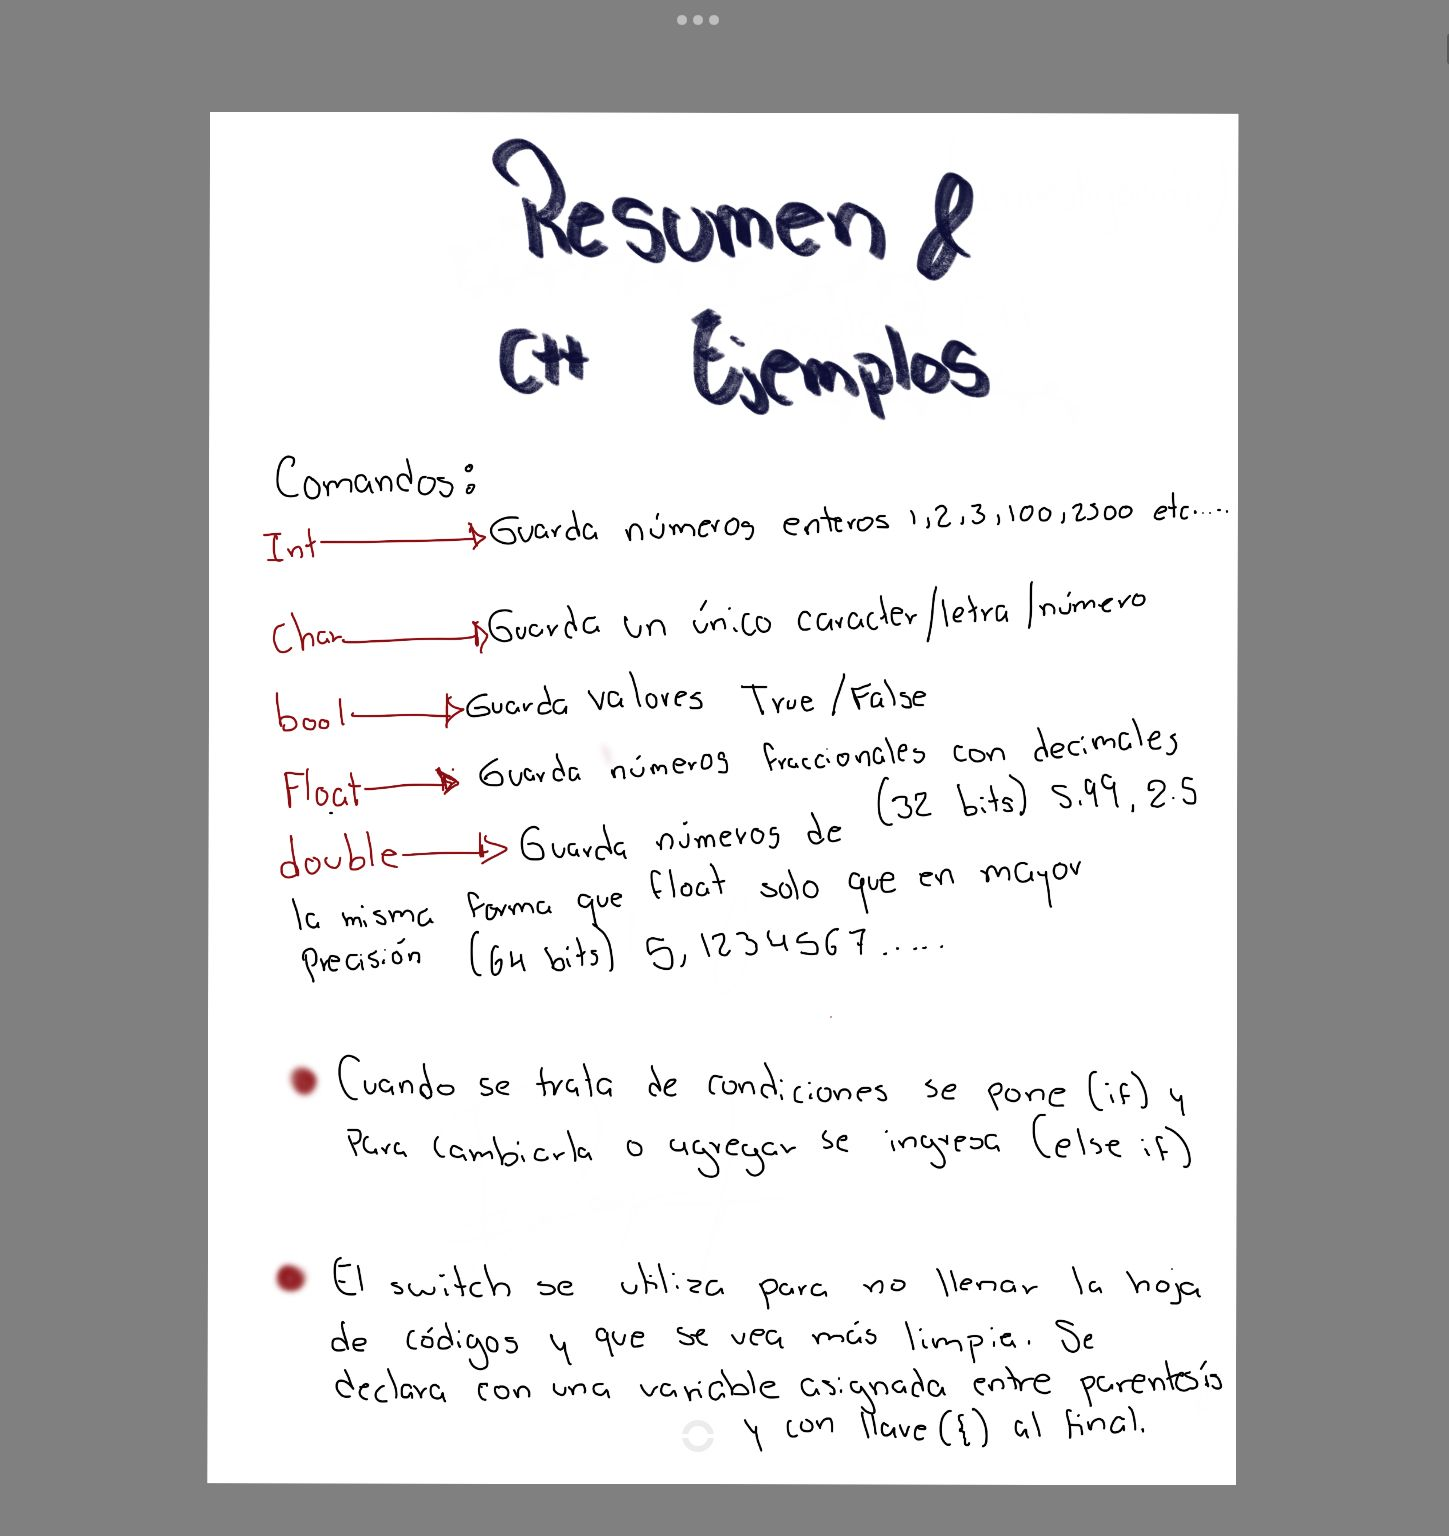 Resumen &
C++ Ejemplos
Comandos:
Int → Guarda números enteros 1,2,3,100,2500 etc.....
Char → Guarda un único caracter/letra/número
bool → Guarda valores True/False
Float → Guarda números fraccionales con decimales
(32 bits) 5.99, 2.5
double → Guarda números de
la misma forma que float solo que en mayor
Precisión (64 bits) 5,1234567.....
Cuando se trata de condiciones se pone (if) y
Para cambiarla o agregar se ingresa (else if)
El switch se utiliza para no llenar la hoja
de códigos y que se vea más limpia. Se
declara con una variable asignada entre parentésis
y con llave ({) al final.